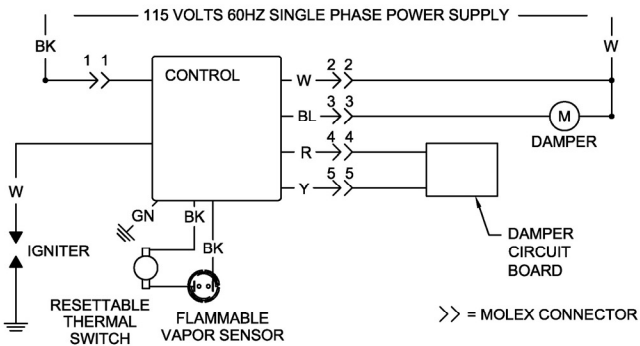 115 VOLTS 60HZ SINGLE PHASE POWER SUPPLY
BK
W
1 1
CONTROL
W
2 2
BL
3 3
M
DAMPER
R
4 4
Y
5 5
W
GN
BK
BK
IGNITER
DAMPER
CIRCUIT
BOARD
RESETTABLE
THERMAL
SWITCH
FLAMMABLE
VAPOR SENSOR
>> = MOLEX CONNECTOR